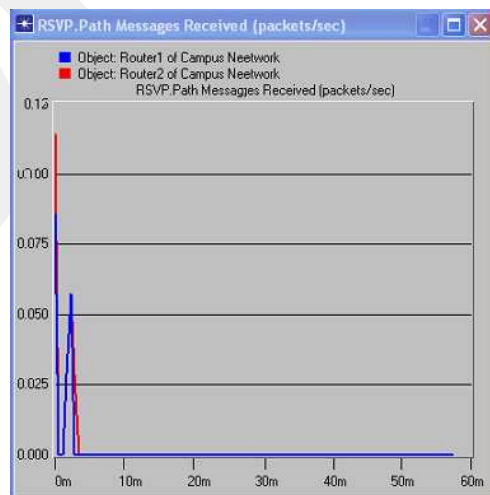 RSVP.Path Messages Received (packets/sec)
Object: Router1 of Campus Neetwork
Object: Router2 of Campus Neetwork
RSVP.Path Messages Received (packets/sec)
0.075
0.050
0.025
0.000
0m 10m 20m 30m 40m 50m 60m